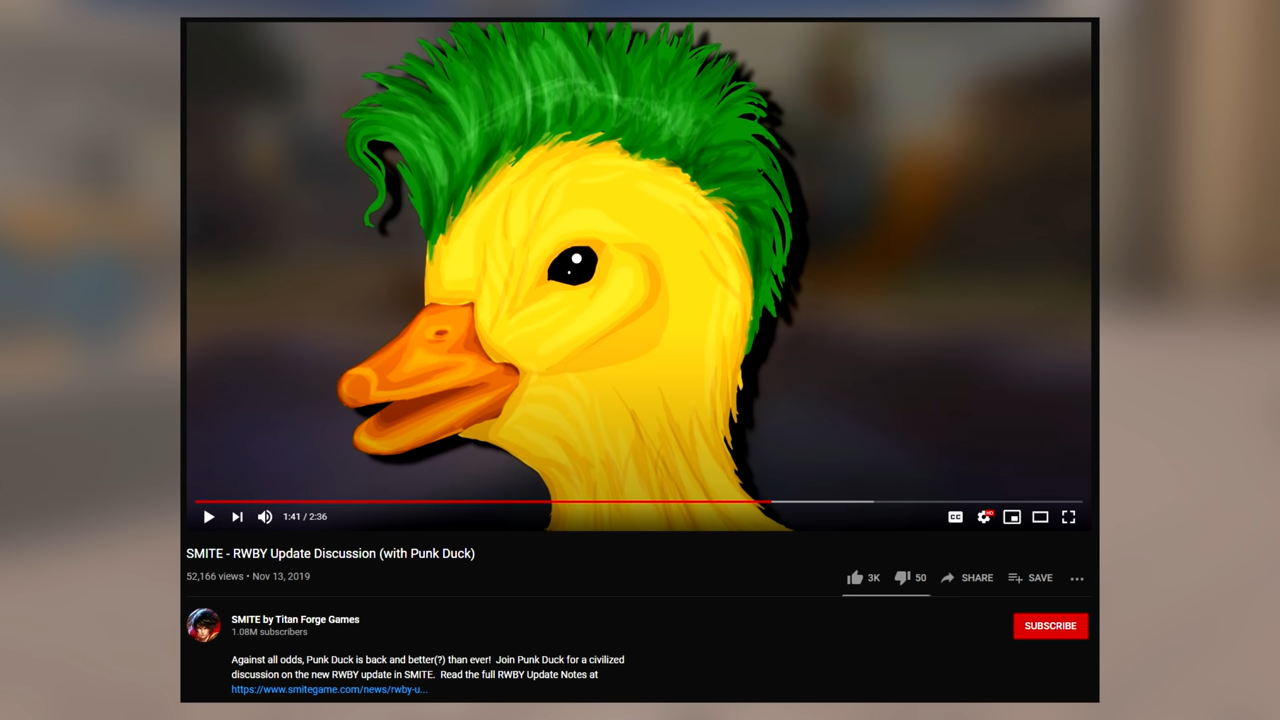 1:41 / 2:36
CC
HD
SMITE - RWBY Update Discussion (with Punk Duck)
52,166 views • Nov 13, 2019
3K
50
SHARE
SAVE
SMITE by Titan Forge Games
1.08M subscribers
SUBSCRIBE
Against all odds, Punk Duck is back and better(?) than ever!  Join Punk Duck for a civilized
discussion on the new RWBY update in SMITE.  Read the full RWBY Update Notes at
https://www.smitegame.com/news/rwby-u...